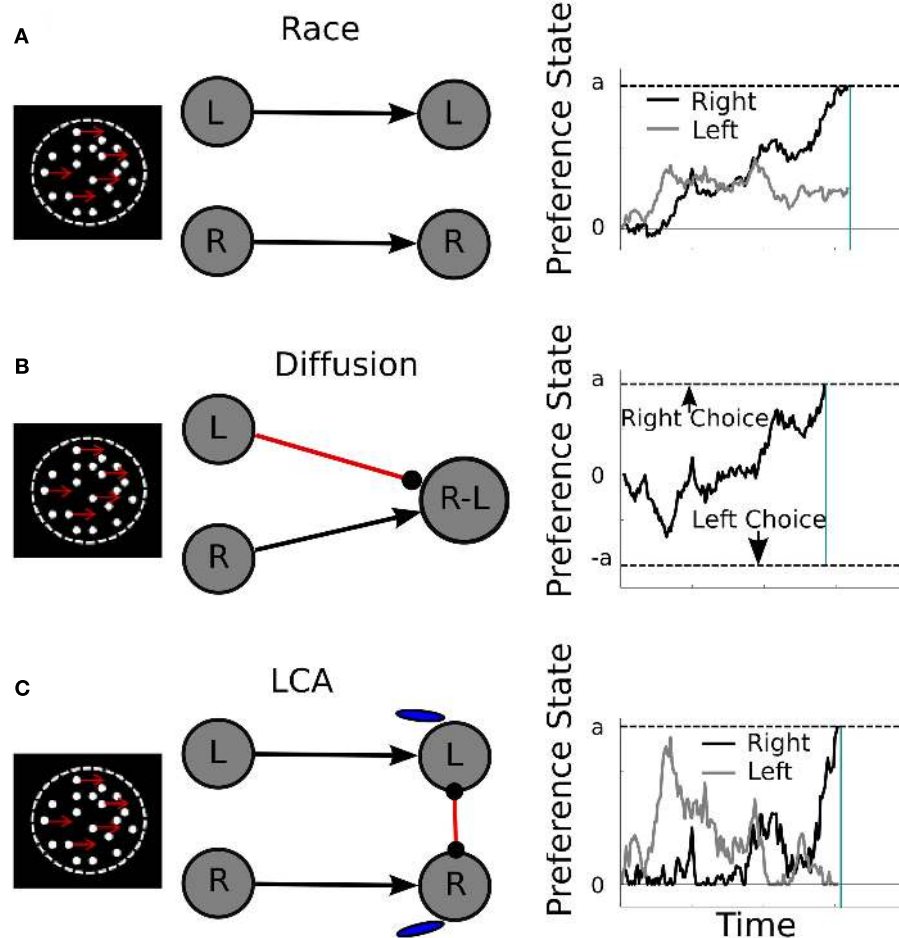 A
Race
L
L
R
R
Preference State
a
0
Right
Left
B
Diffusion
L
R
R-L
Preference State
a
0
-a
Right Choice
Left Choice
C
LCA
L
L
R
R
Preference State
a
0
Right
Left
Time